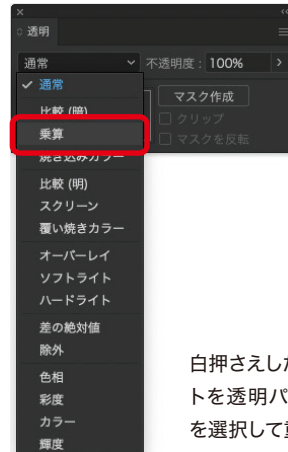 透明
通常
不透明度 : 100%
通常
マスク作成
比較 (暗)
クリップ
乗算
マスクを反転
焼き込みカラー
比較 (明)
スクリーン
覆い焼きカラー
オーバーレイ
ソフトライト
ハードライト
差の絶対値
除外
色相
彩度
カラー
輝度
白押さえした
トを透明パ
を選択して重